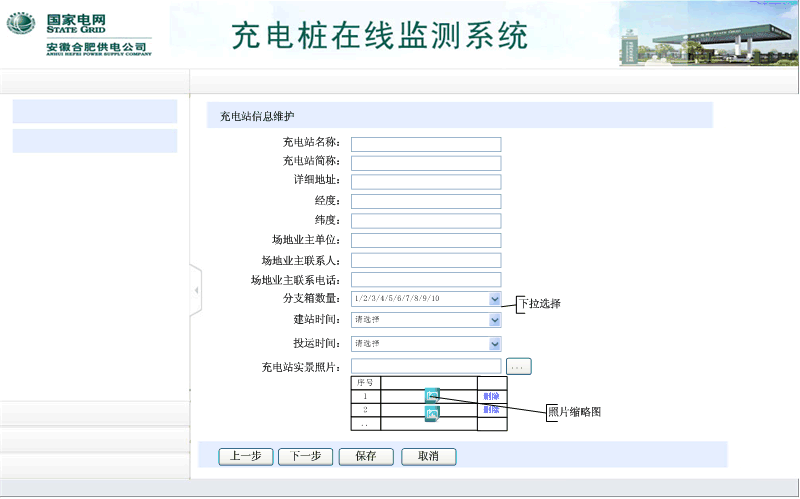 国家电网
STATE GRID
安徽合肥供电公司
ANHUI HEFEI POWER SUPPLY COMPANY
充电桩在线监测系统
国家电网 STATE GRID
充电站信息维护
充电站名称：
充电站简称：
详细地址：
经度：
纬度：
场地业主单位：
场地业主联系人：
场地业主联系电话：
分支箱数量： 1/2/3/4/5/6/7/8/9/10
下拉选择
建站时间： 请选择
投运时间： 请选择
充电站实景照片： ...
序号
1 删除
2 删除
照片缩略图
..
上一步 下一步 保存 取消